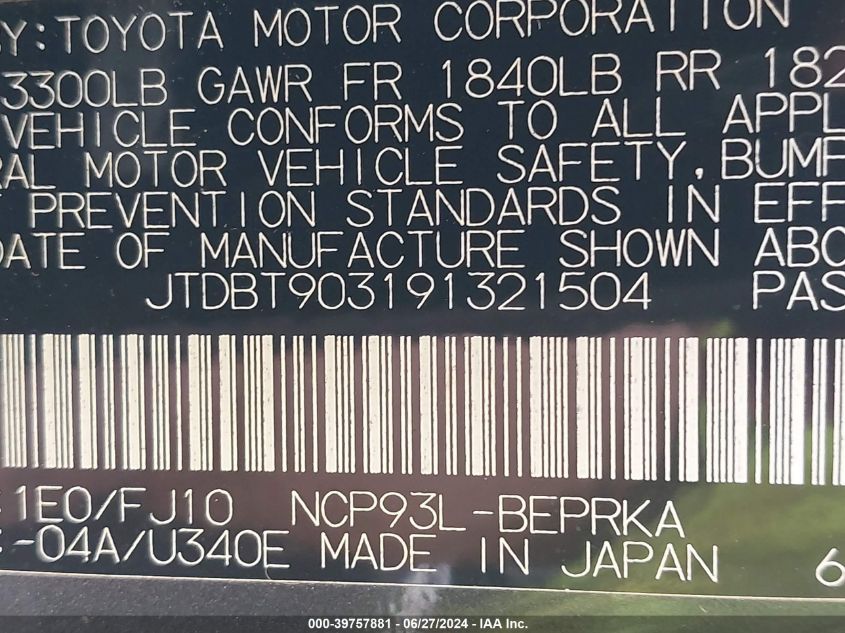 Y: TOYOTA MOTOR CORPORATION
3300LB GAWR FR 1840LB RR 182
VEHICLE CONFORMS TO ALL APPL
RAL MOTOR VEHICLE SAFETY, BUMP
PREVENTION STANDARDS IN EFF
DATE OF MANUFACTURE SHOWN ABO
JTDBT903191321504 PAS
1E0/FJ10 NCP93L-BEPRKA
-04A/U340E MADE IN JAPAN 6
000-39757881 / 06/27/2024 - IAA Inc.